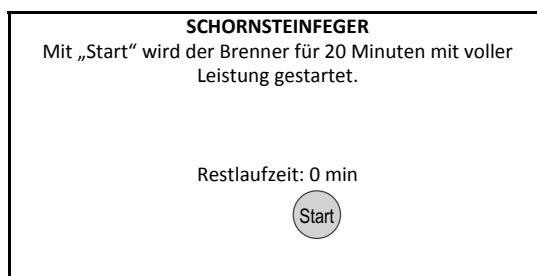 SCHORNSTEINFEGER
Mit „Start“ wird der Brenner für 20 Minuten mit voller
Leistung gestartet.
Restlaufzeit: 0 min
Start